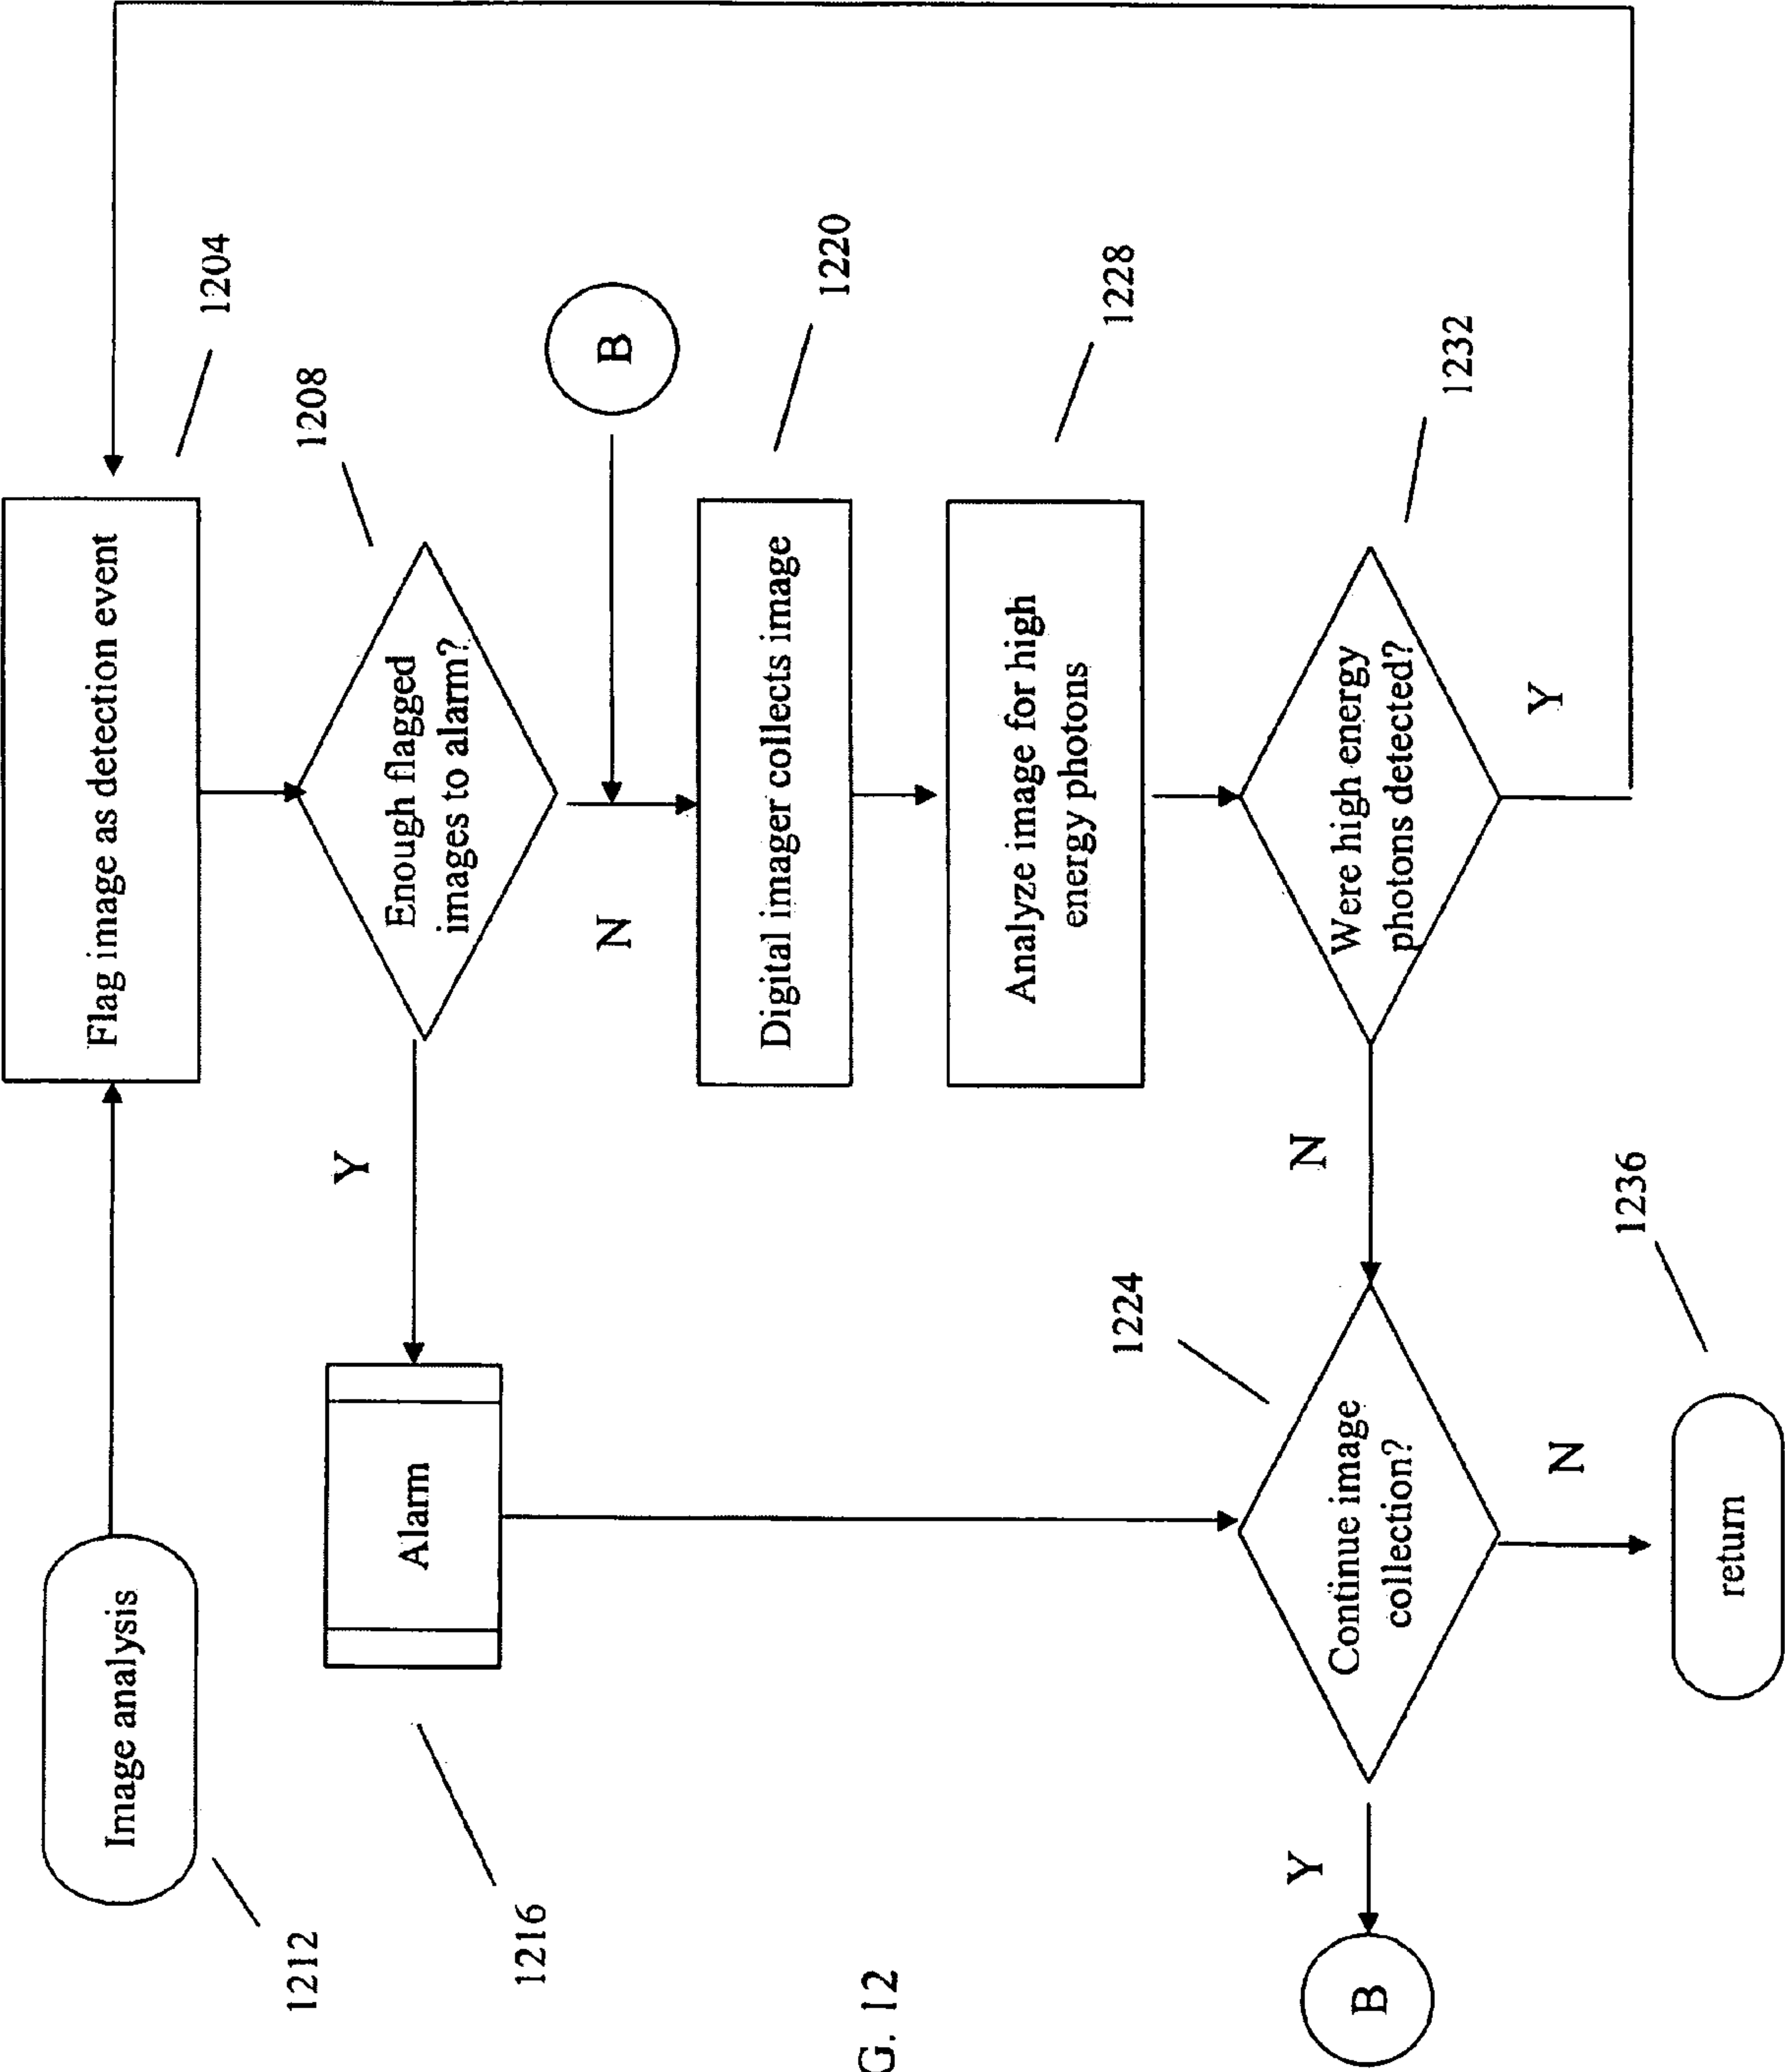 Image analysis
1212
Flag image as detection event
1204
Enough flagged
images to alarm?
1208
Y
N
Alarm
1216
B
Digital imager collects image
1220
Analyze image for high
energy photons
1228
Were high energy
photons detected?
1232
Y
N
Continue image
collection?
1224
Y
B
N
return
1236
G. 12